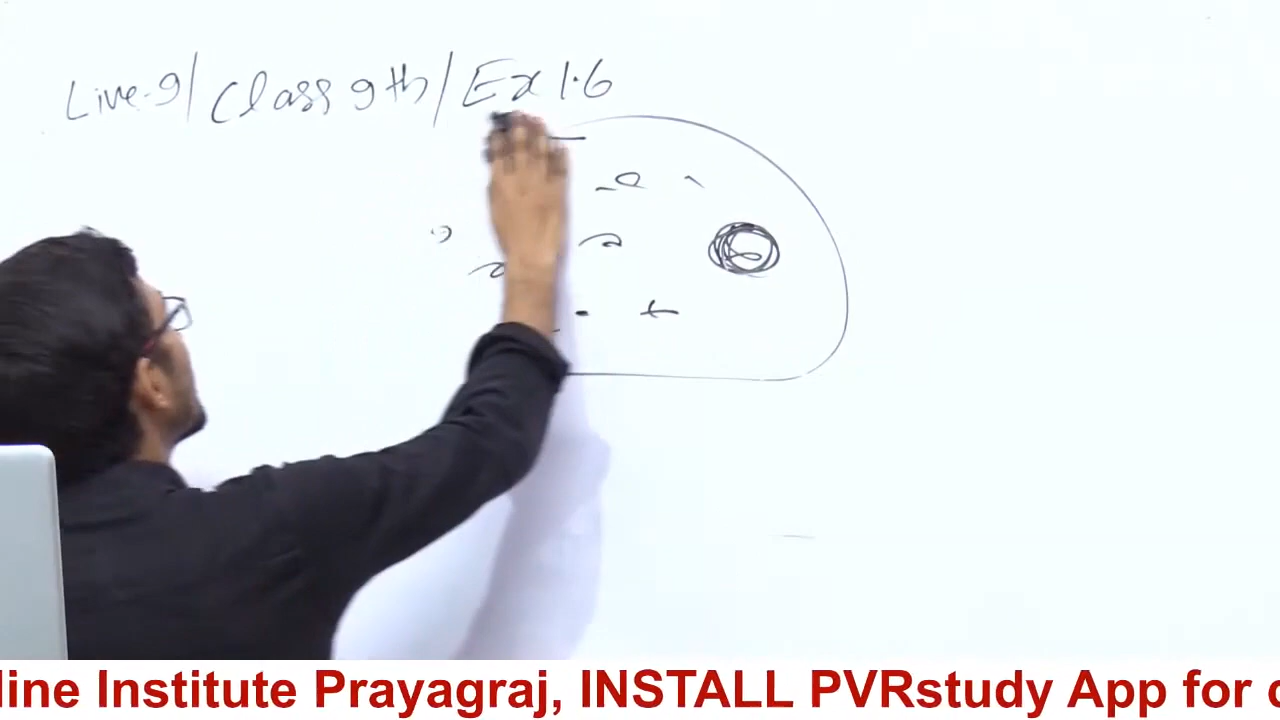 Live-9/Class 9th/Ex 1.6
line Institute Prayagraj, INSTALL PVRstudy App for